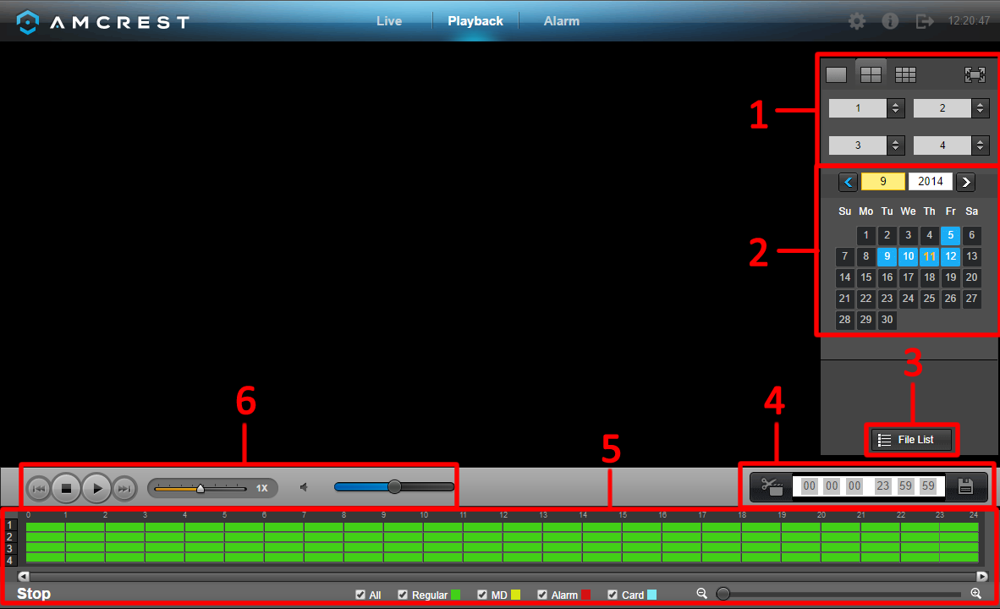 AMCREST Live Playback Alarm 12:20:47
1 2
3 4
1
9 2014
Su Mo Tu We Th Fr Sa
1 2 3 4 5 6
7 8 9 10 11 12 13
14 15 16 17 18 19 20
21 22 23 24 25 26 27
28 29 30
2
3
File List
4
5
6
1X
00 00 00 23 59 59
0 1 2 3 4 5 6 7 8 9 10 11 12 13 14 15 16 17 18 19 20 21 22 23 24
1
2
3
4
Stop All Regular MD Alarm Card